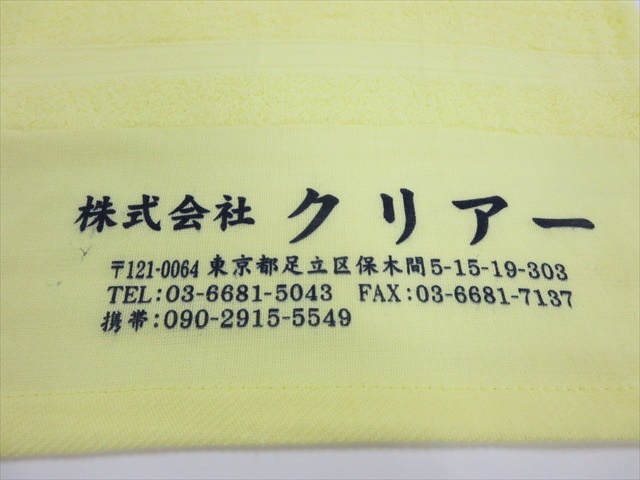 株式会社 クリアー
〒121-0064 東京都足立区保木間5-15-19-303
TEL:03-6681-5043 FAX:03-6681-7137
携帯:090-2915-5549